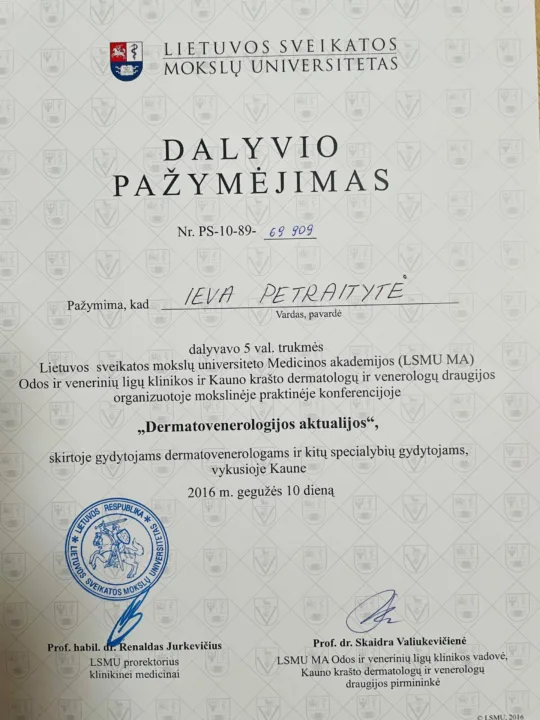 LIETUVOS SVEIKATOS
MOKSLŲ UNIVERSITETAS
DALYVIO
PAŽYMĖJIMAS
Nr. PS-10-89- 69 909
Pažymima, kad IEVA PETRAITYTĖ
Vardas, pavardė
dalyvavo 5 val. trukmės
Lietuvos sveikatos mokslų universiteto Medicinos akademijos (LSMU MA)
Odos ir venerinių ligų klinikos ir Kauno krašto dermatologų ir venerologų draugijos
organizuotoje mokslinėje praktinėje konferencijoje
„Dermatovenerologijos aktualijos“,
skirtoje gydytojams dermatovenerologams ir kitų specialybių gydytojams,
vykusioje Kaune
2016 m. gegužės 10 dieną
LIETUVOS RESPUBLIKA
LIETUVOS SVEIKATOS MOKSLŲ UNIVERSITETAS
Prof. habil. dr. Renaldas Jurkevičius
LSMU prorektorius
klinikinei medicinai
Prof. dr. Skaidra Valiukevičienė
LSMU MA Odos ir venerinių ligų klinikos vadovė,
Kauno krašto dermatologų ir venerologų
draugijos pirmininkė
© LSMU, 2016